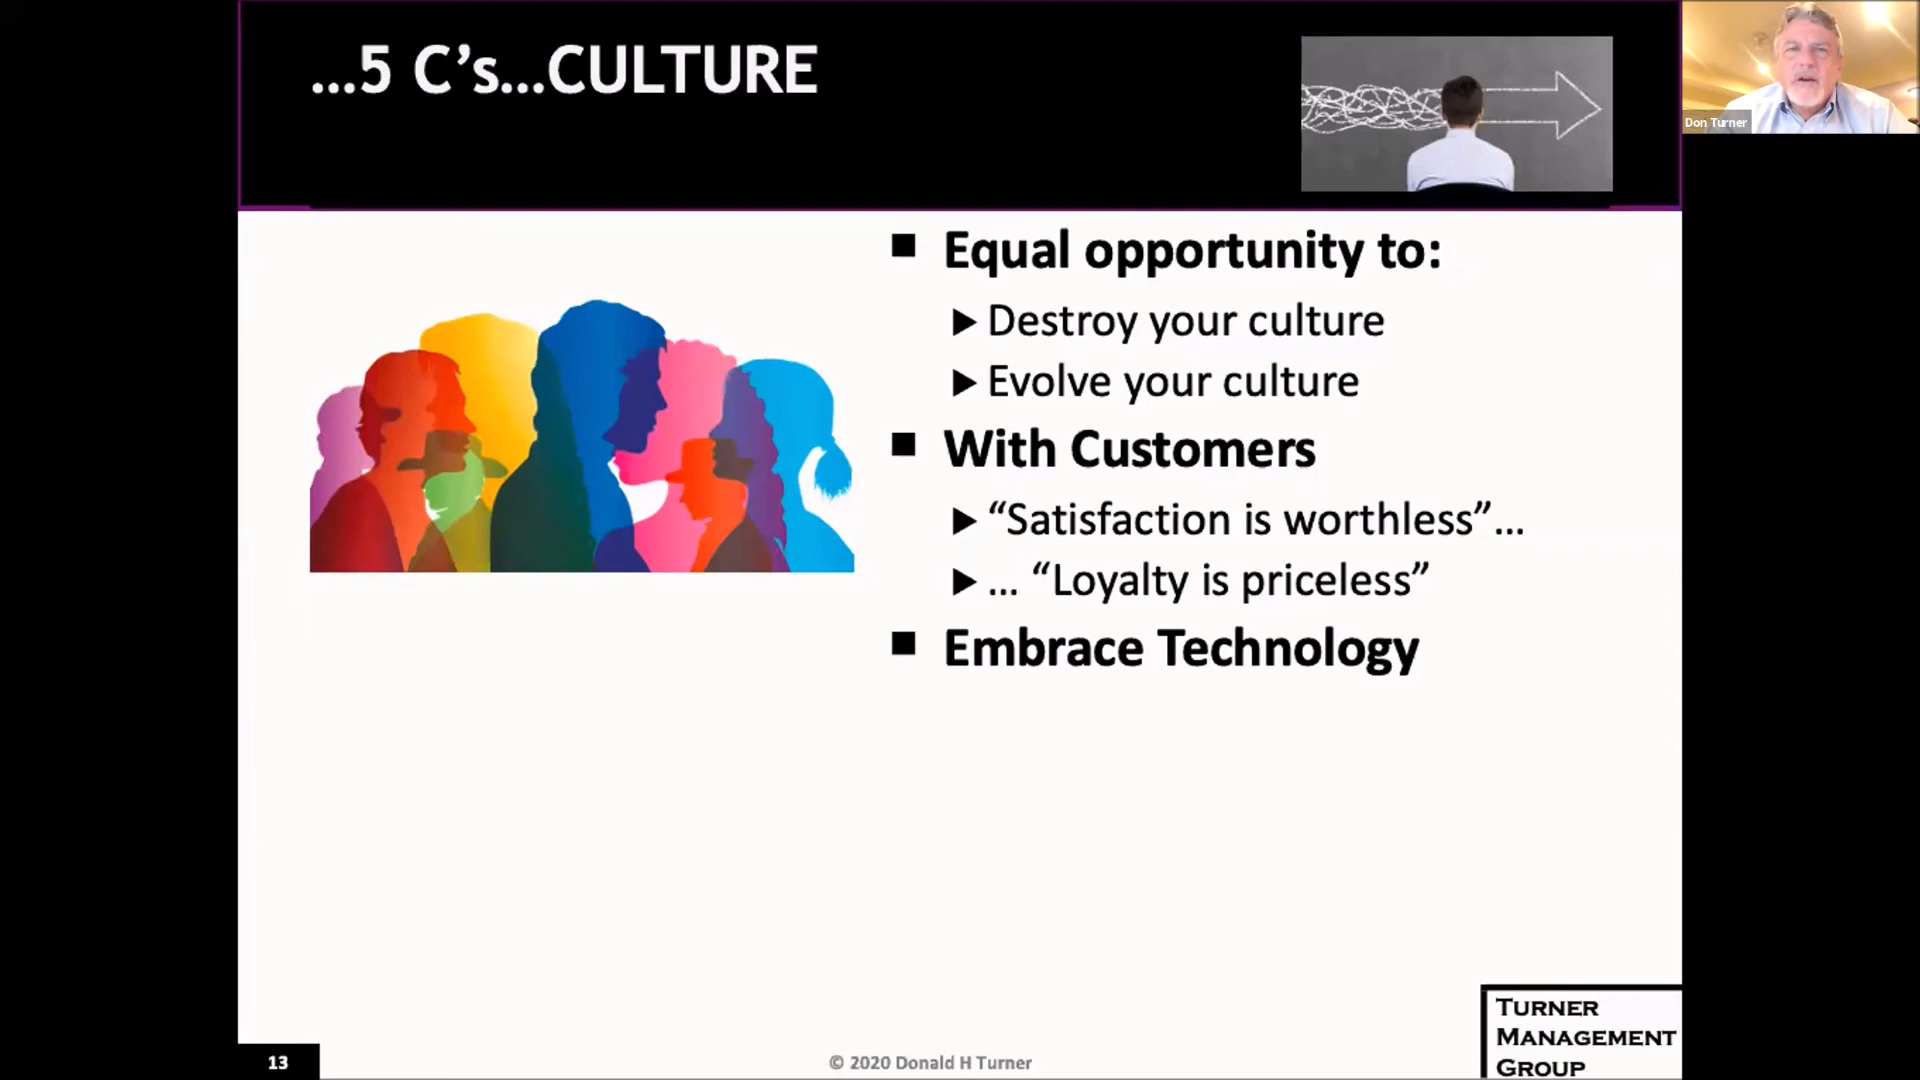 ...5 C’s...CULTURE
Don Turner
■ Equal opportunity to:
▶ Destroy your culture
▶ Evolve your culture
■ With Customers
▶ “Satisfaction is worthless”...
▶ ... “Loyalty is priceless”
■ Embrace Technology
TURNER
MANAGEMENT
GROUP
13
© 2020 Donald H Turner